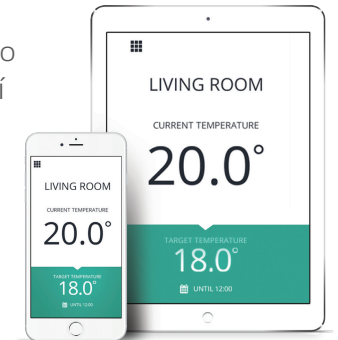 o
í
LIVING ROOM
CURRENT TEMPERATURE
20.0°
TARGET TEMPERATURE
18.0°
UNTIL 12:00
LIVING ROOM
CURRENT TEMPERATURE
20.0°
TARGET TEMPERATURE
18.0°
UNTIL 12:00